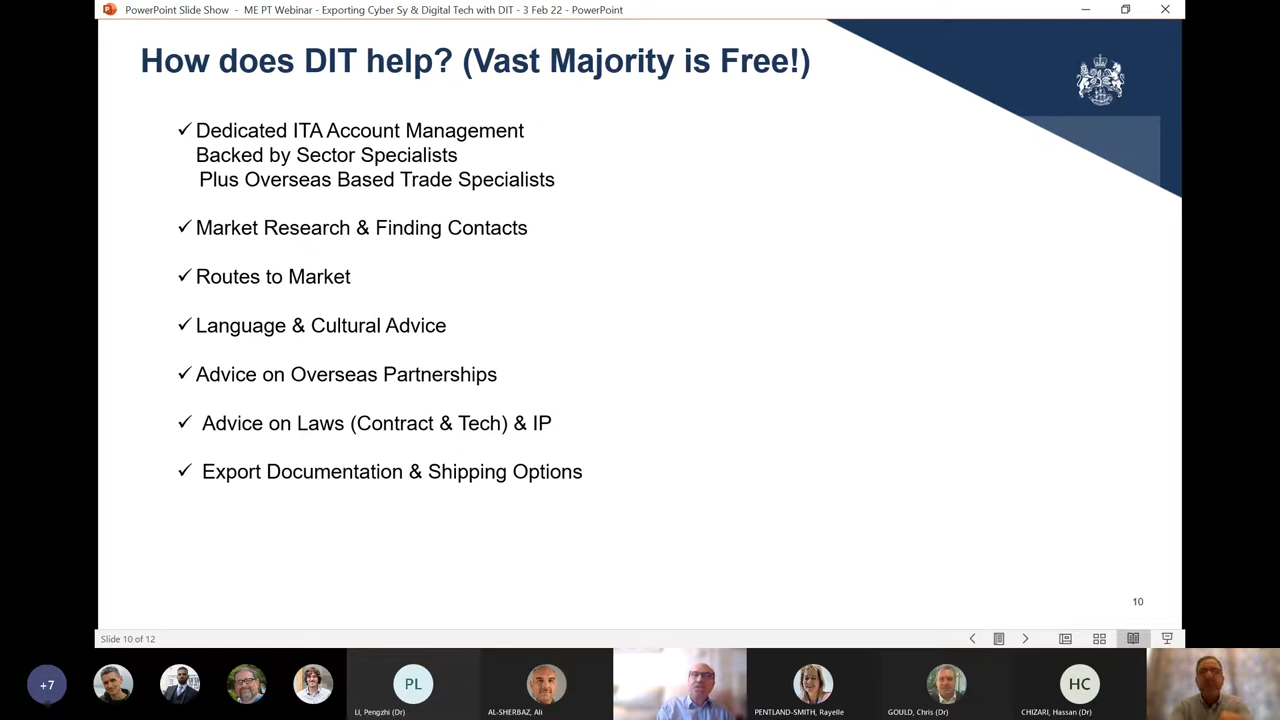 PowerPoint Slide Show - ME PT Webinar - Exporting Cyber Sy & Digital Tech with DIT - 3 Feb 22 - PowerPoint
How does DIT help? (Vast Majority is Free!)
✓ Dedicated ITA Account Management
Backed by Sector Specialists
Plus Overseas Based Trade Specialists
✓ Market Research & Finding Contacts
✓ Routes to Market
✓ Language & Cultural Advice
✓ Advice on Overseas Partnerships
✓ Advice on Laws (Contract & Tech) & IP
✓ Export Documentation & Shipping Options
10
Slide 10 of 12
+7
PL
HC
LI, Pengzhi (Dr)
AL-SHERBAZ, Ali
PENTLAND-SMITH, Rayelle
GOULD, Chris (Dr)
CHIZARI, Hassan (Dr)